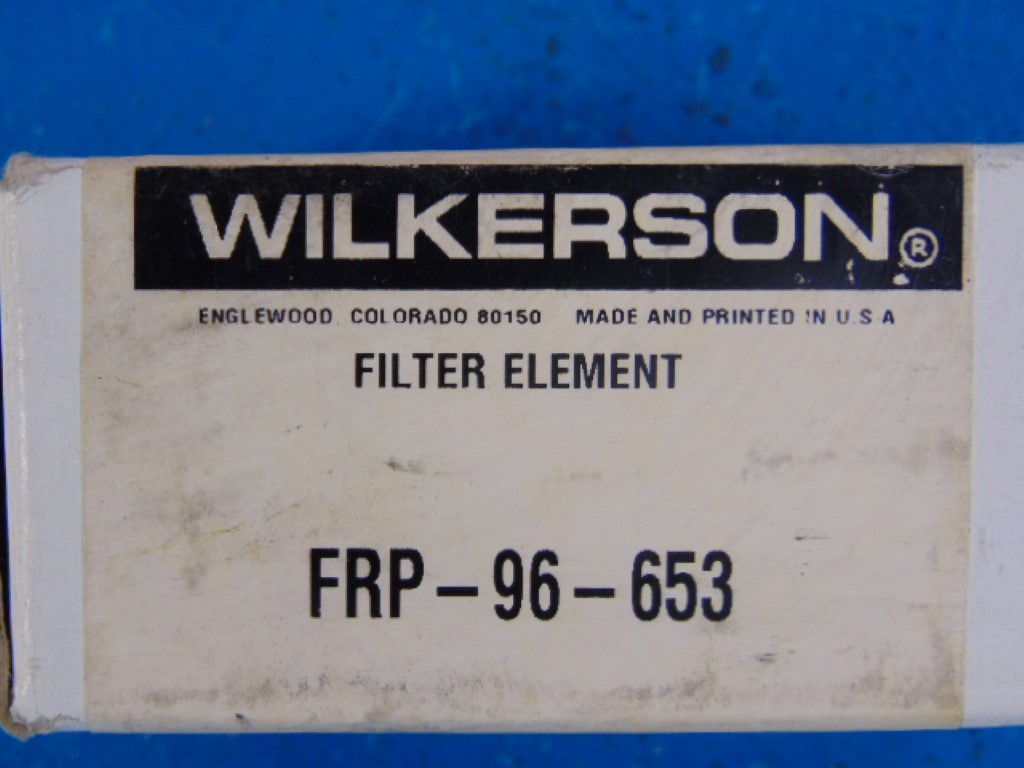 WILKERSON®
ENGLEWOOD, COLORADO 80150 MADE AND PRINTED IN U.S.A
FILTER ELEMENT
FRP-96-653